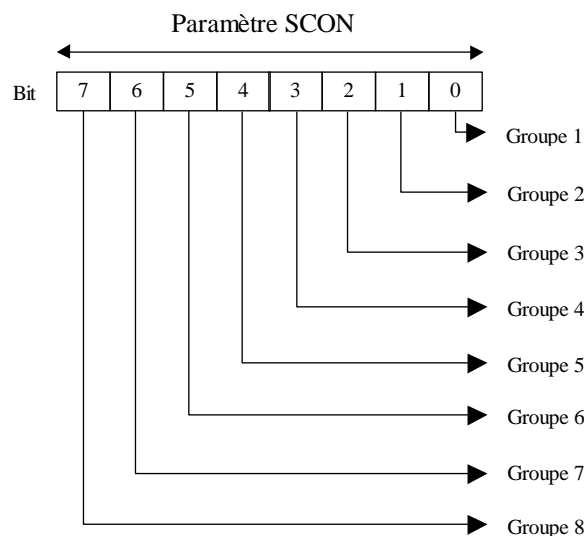 Paramètre SCON
Bit 7 6 5 4 3 2 1 0
Groupe 1
Groupe 2
Groupe 3
Groupe 4
Groupe 5
Groupe 6
Groupe 7
Groupe 8